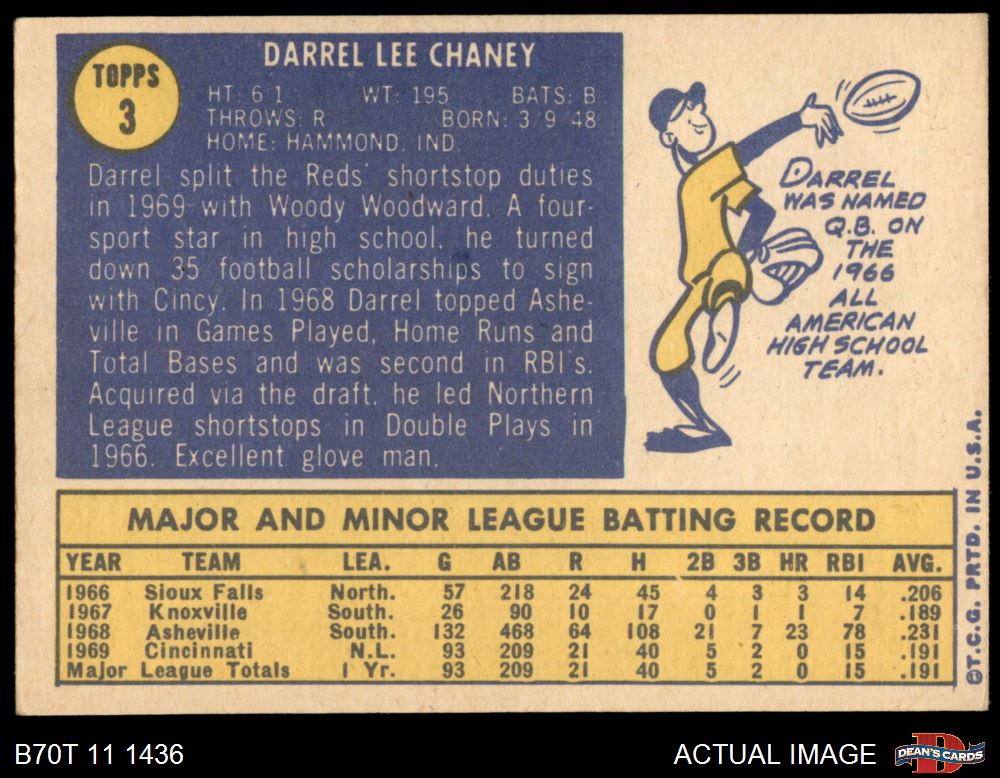 TOPPS
3
DARREL LEE CHANEY
HT: 6'1 WT: 195 BATS: B
THROWS: R BORN: 3 9 48
HOME: HAMMOND, IND.
Darrel split the Reds' shortstop duties
in 1969 with Woody Woodward. A four-
sport star in high school, he turned
down 35 football scholarships to sign
with Cincy. In 1968 Darrel topped Ashe-
ville in Games Played, Home Runs and
Total Bases and was second in RBI's.
Acquired via the draft, he led Northern
League shortstops in Double Plays in
1966. Excellent glove man.
DARREL
WAS NAMED
Q.B. ON
THE
1966
ALL
AMERICAN
HIGH SCHOOL
TEAM.
MAJOR AND MINOR LEAGUE BATTING RECORD
YEAR TEAM LEA. G AB R H 2B 3B HR RBI AVG.
1966 Sioux Falls North. 57 218 24 45 4 3 3 14 .206
1967 Knoxville South. 26 90 10 17 0 1 1 7 .189
1968 Asheville South. 132 468 64 108 21 7 23 78 .231
1969 Cincinnati N.L. 93 209 21 40 5 2 0 15 .191
Major League Totals 1 Yr. 93 209 21 40 5 2 0 15 .191
©T.C.G. PRTD. IN U.S.A.
B70T 11 1436
ACTUAL IMAGE
DEAN'S CARDS